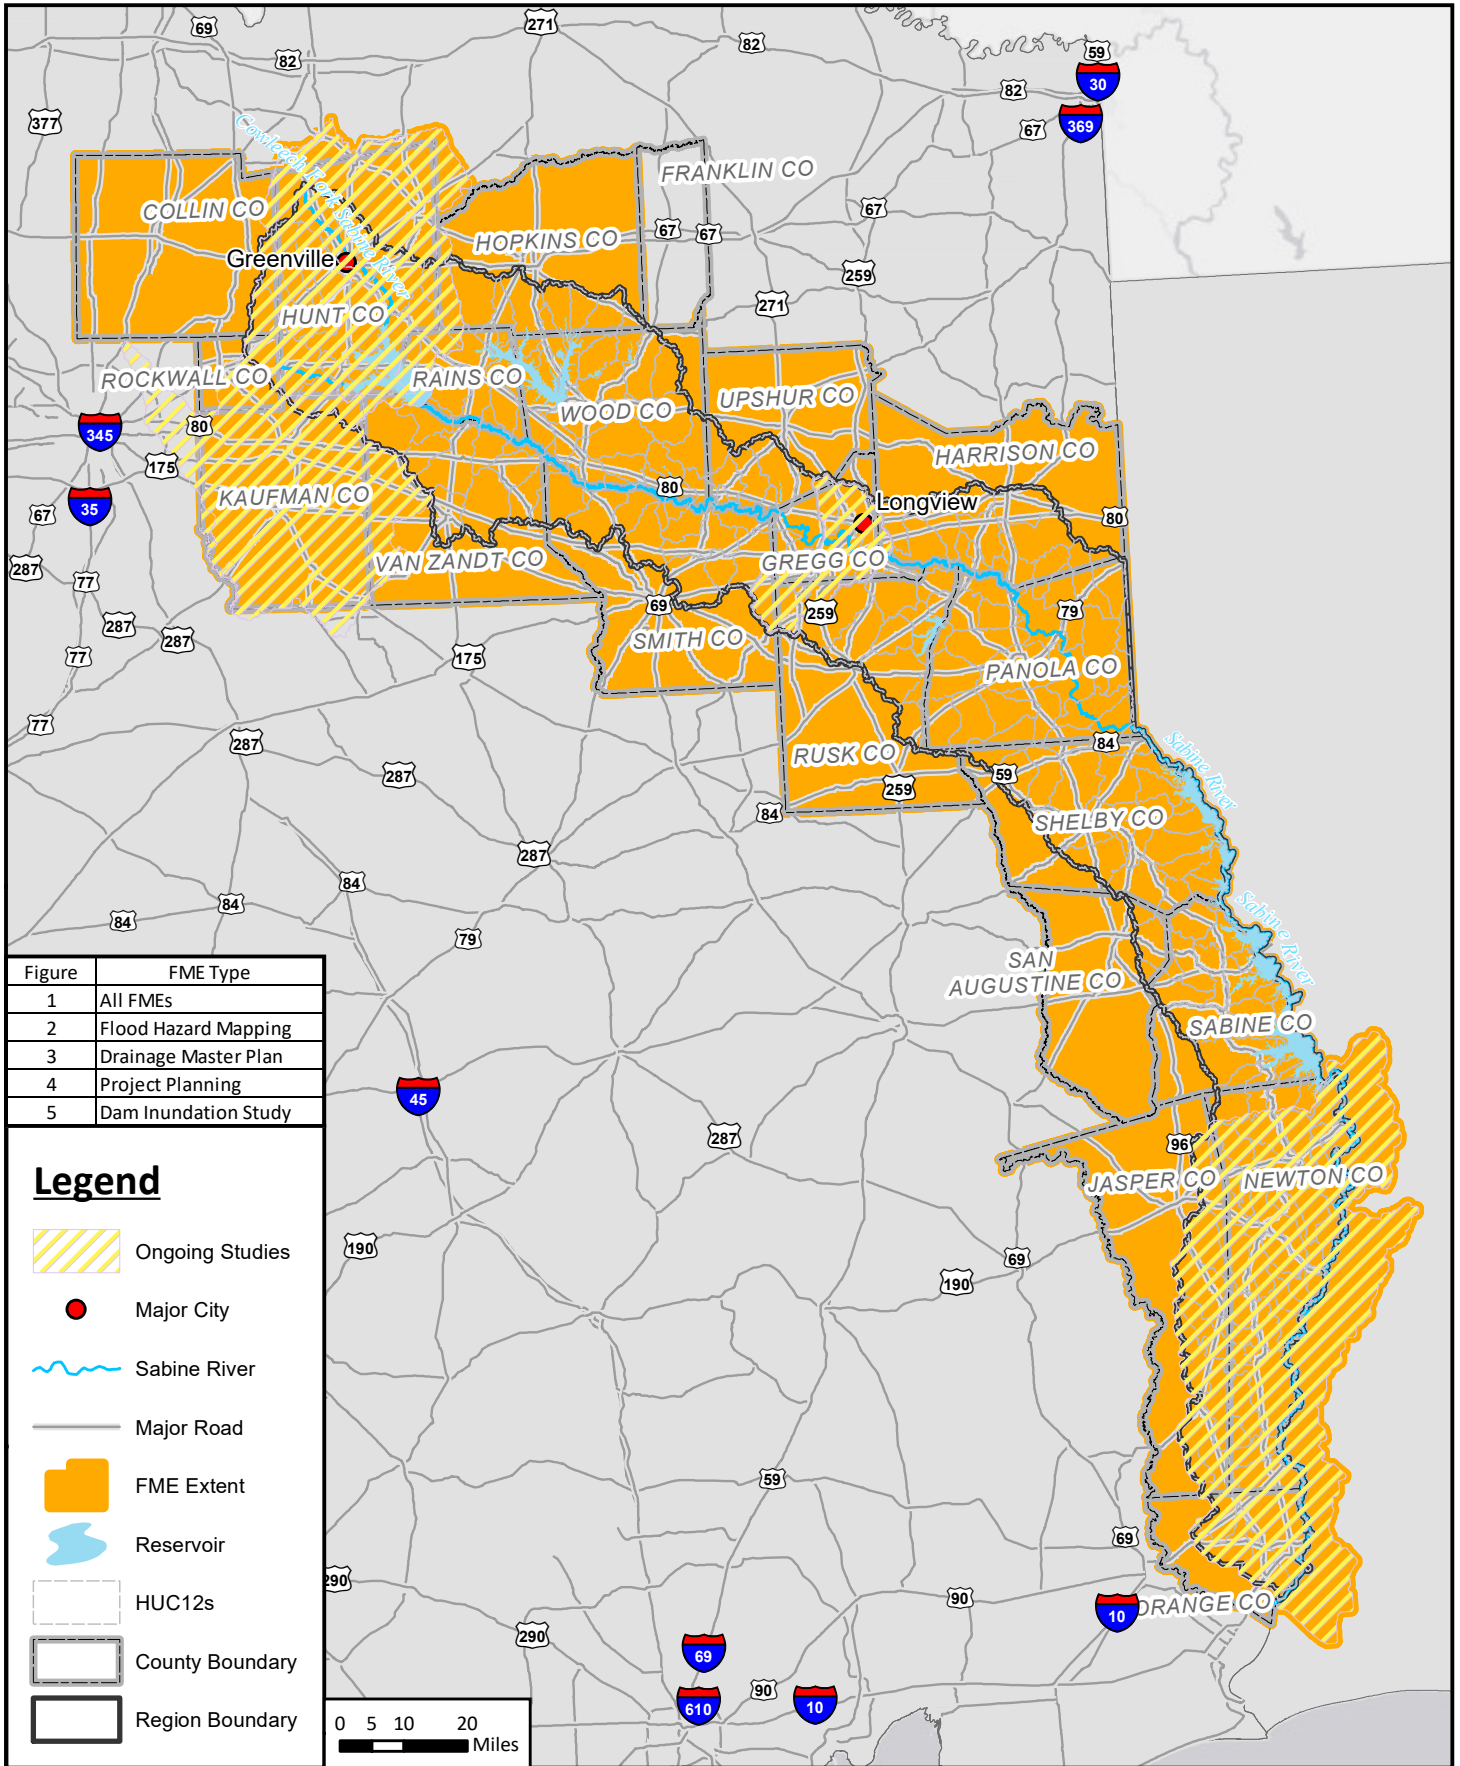 69
271
82
82
59
30
82
369
67
377
Cowleech Fork Sabine River
FRANKLIN CO
COLLIN CO
67
HOPKINS CO
67
67
Greenville
259
271
HUNT CO
ROCKWALL CO
RAINS CO
UPSHUR CO
WOOD CO
80
345
HARRISON CO
175
KAUFMAN CO
80
Longview
35
67
80
VAN ZANDT CO
GREGG CO
287
77
69
259
79
287
287
SMITH CO
175
77
PANOLA CO
77
287
RUSK CO
84
Sabine River
287
59
259
84
SHELBY CO
287
84
84
84
Sabine River
79
SAN
AUGUSTINE CO
SABINE CO
Figure FME Type
1 All FMEs
2 Flood Hazard Mapping
3 Drainage Master Plan
4 Project Planning
5 Dam Inundation Study
45
287
96
JASPER CO
NEWTON CO
190
69
190
59
69
290
90
10
ORANGE CO
290
69
90
610
10
Legend
Ongoing Studies
Major City
Sabine River
Major Road
FME Extent
Reservoir
HUC12s
County Boundary
Region Boundary
0 5 10 20
Miles